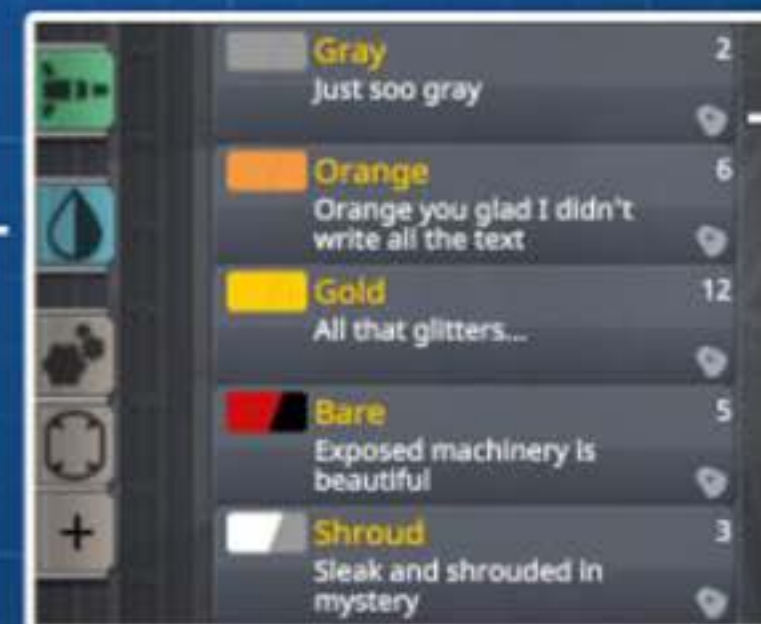 Gray 2
Just soo gray
Orange 6
Orange you glad I didn't
write all the text
Gold 12
All that glitters...
Bare 5
Exposed machinery is
beautiful
Shroud 3
Sleak and shrouded in
mystery
+